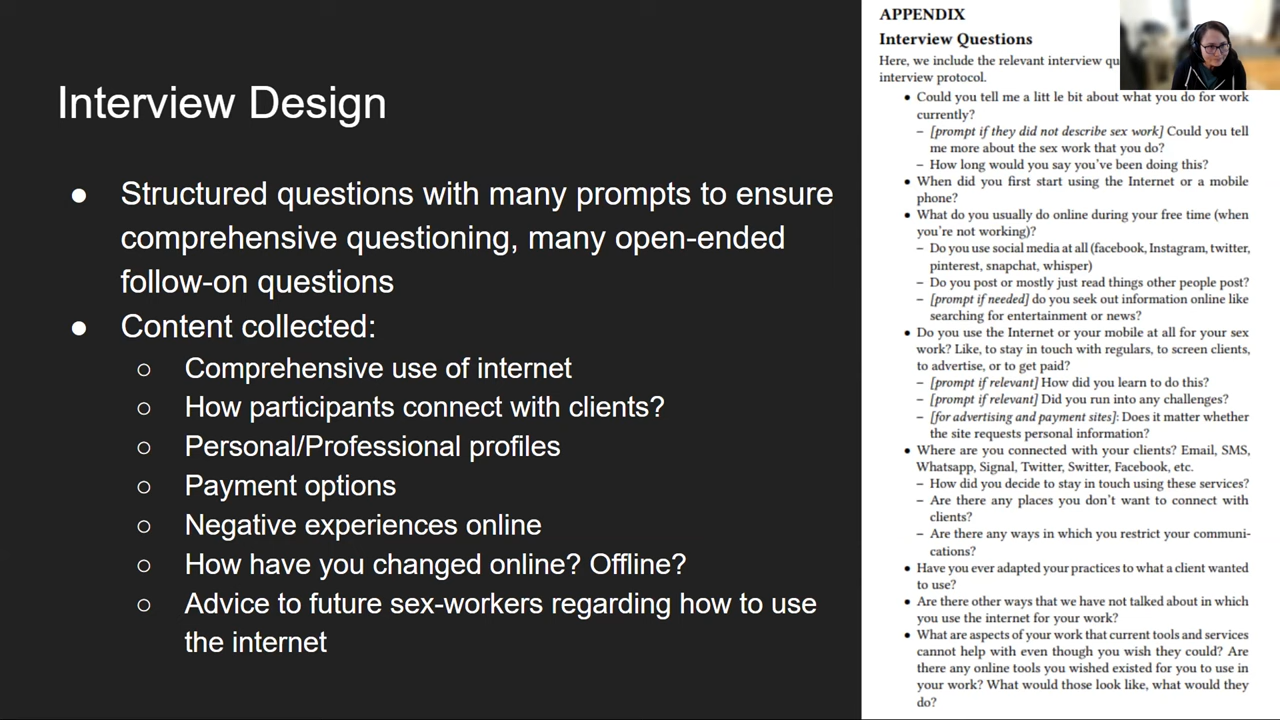 Interview Design
● Structured questions with many prompts to ensure
comprehensive questioning, many open-ended
follow-on questions
● Content collected:
○ Comprehensive use of internet
○ How participants connect with clients?
○ Personal/Professional profiles
○ Payment options
○ Negative experiences online
○ How have you changed online? Offline?
○ Advice to future sex-workers regarding how to use
the internet
APPENDIX
Interview Questions
Here, we include the relevant interview qu
interview protocol.
• Could you tell me a litt le bit about what you do for work
currently?
– [prompt if they did not describe sex work] Could you tell
me more about the sex work that you do?
– How long would you say you've been doing this?
• When did you first start using the Internet or a mobile
phone?
• What do you usually do online during your free time (when
you're not working)?
– Do you use social media at all (facebook, Instagram, twitter,
pinterest, snapchat, whisper)
– Do you post or mostly just read things other people post?
– [prompt if needed] do you seek out information online like
searching for entertainment or news?
• Do you use the Internet or your mobile at all for your sex
work? Like, to stay in touch with regulars, to screen clients,
to advertise, or to get paid?
– [prompt if relevant] How did you learn to do this?
– [prompt if relevant] Did you run into any challenges?
– [for advertising and payment sites]: Does it matter whether
the site requests personal information?
• Where are you connected with your clients? Email, SMS,
Whatsapp, Signal, Twitter, Switter, Facebook, etc.
– How did you decide to stay in touch using these services?
– Are there any places you don't want to connect with
clients?
– Are there any ways in which you restrict your communi-
cations?
• Have you ever adapted your practices to what a client wanted
to use?
• Are there other ways that we have not talked about in which
you use the internet for your work?
• What are aspects of your work that current tools and services
cannot help with even though you wish they could? Are
there any online tools you wished existed for you to use in
your work? What would those look like, what would they
do?